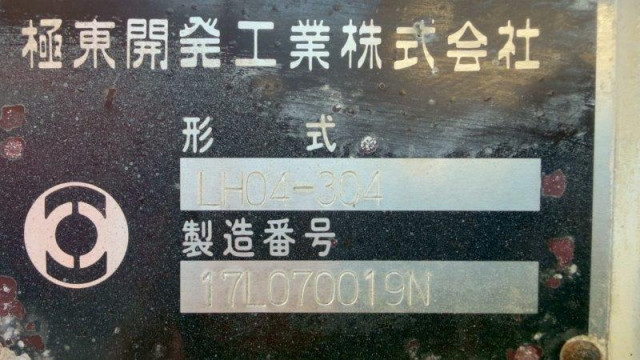 極東開発工業株式会社
形 式
LH04-304
製造番号
17L070019N